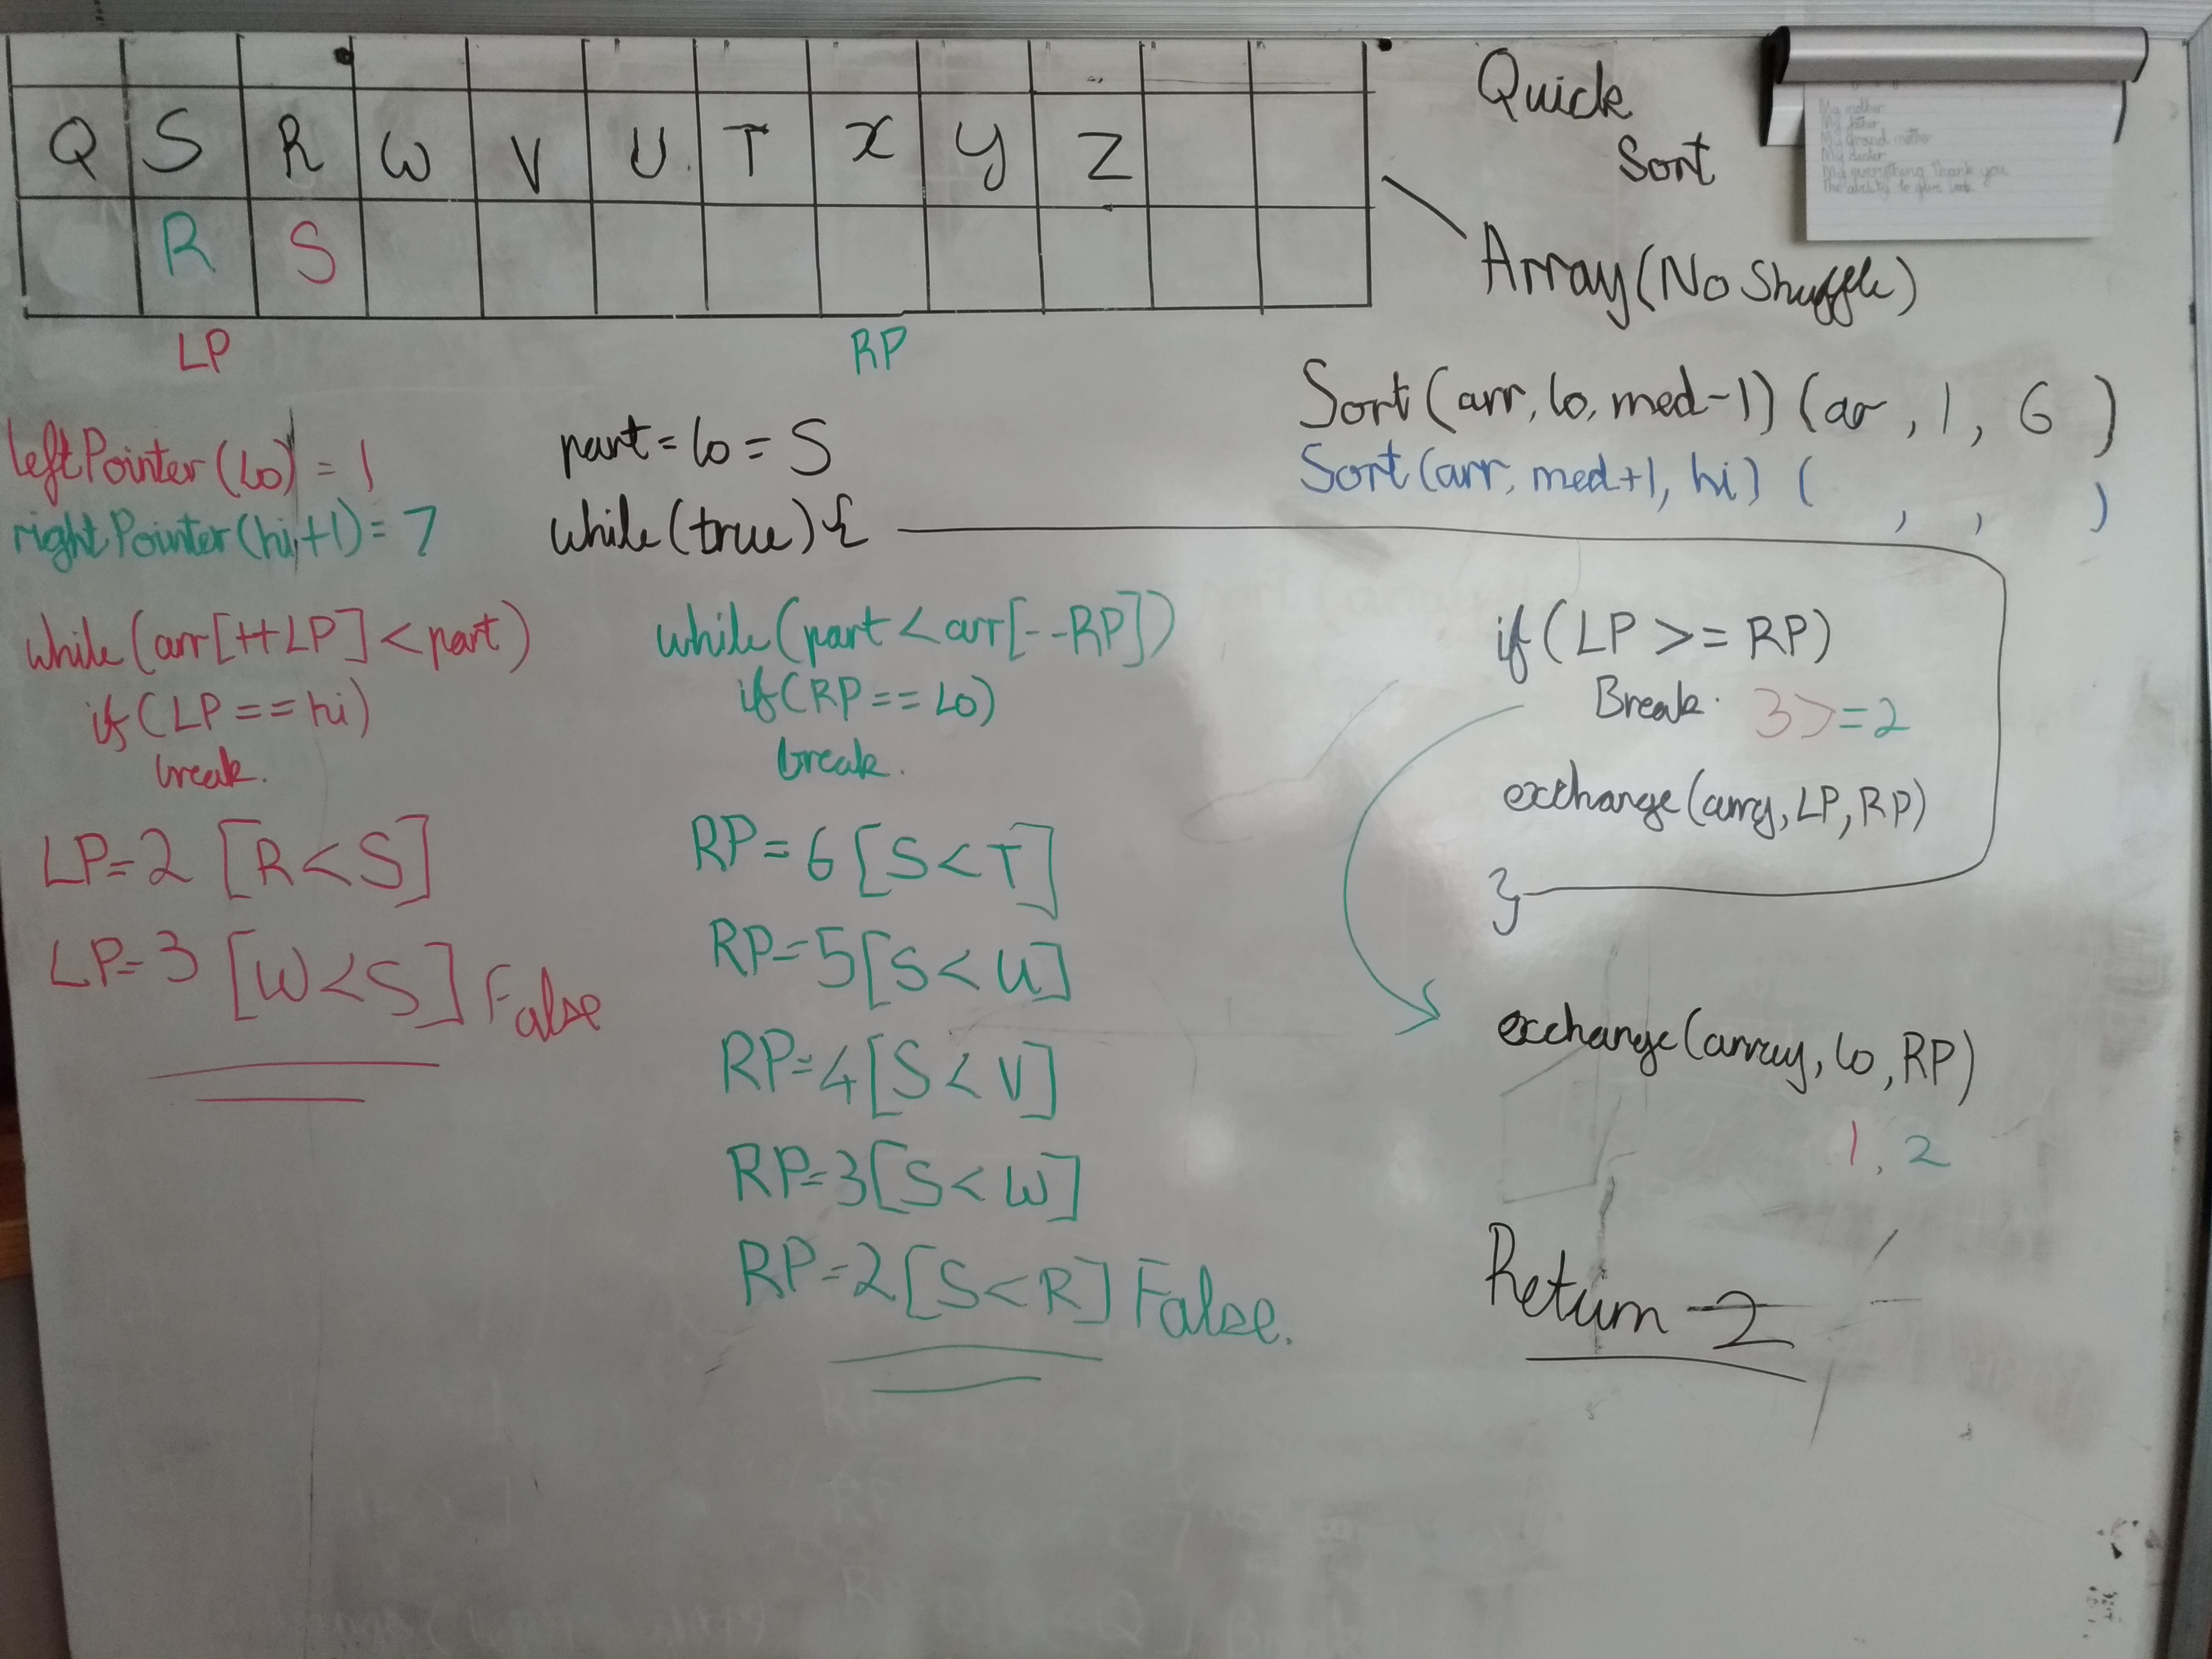 Quick
Sort
Q S R W V U T X Y Z
R S
LP RP
Array (No Shuffle)
My mother
My father
My grand mother
My sister
My everything Thank you
The ability to give
Sort (arr, lo, med-1) (arr, 1, 6 )
Sort (arr, med+1, hi) ( , , )
leftPointer (Lo) = 1
rightPointer (hi+1) = 7
part = lo = S
while (true) {
while (arr [++LP] < part)
if (LP == hi)
break.
LP=2 [R<S]
LP=3 [W<S] False
while (part < arr [--RP])
if (RP == Lo)
break.
RP=6 [S<T]
RP=5 [S<U]
RP=4 [S<V]
RP=3 [S<W]
RP=2 [S<R] False.
if (LP >= RP)
Break. 3>=2
exchange (array, LP, RP)
}
exchange (array, lo, RP)
1, 2
Return 2